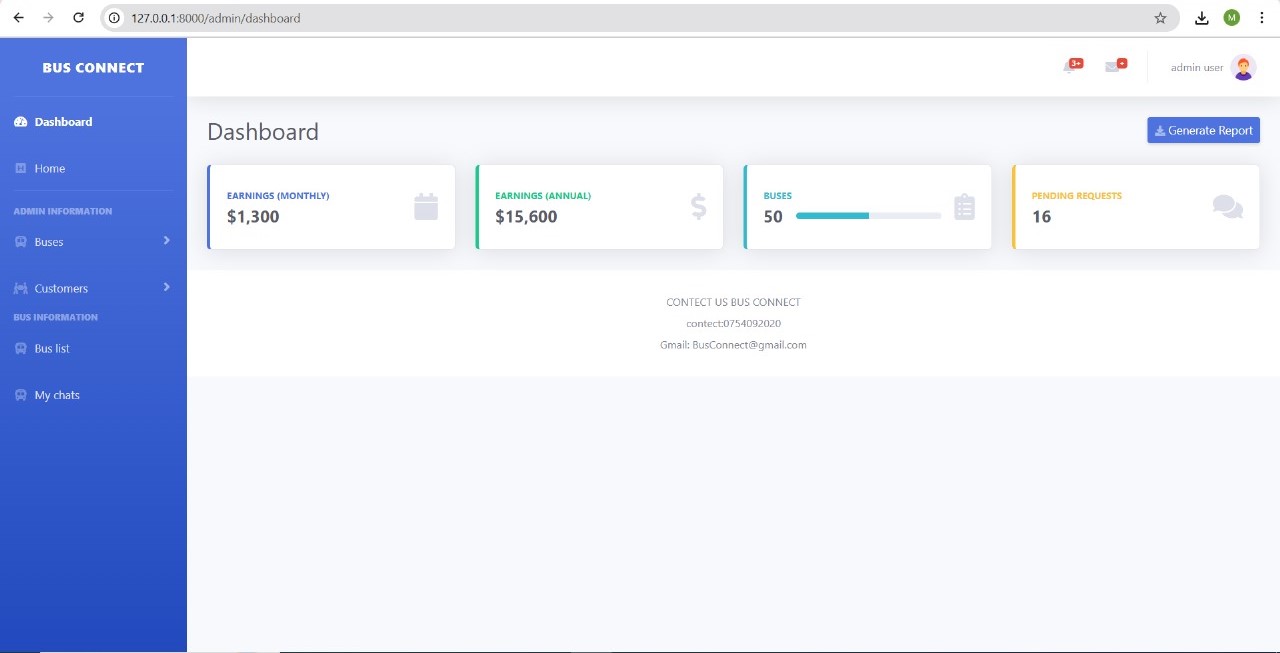 127.0.0.1:8000/admin/dashboard
M
BUS CONNECT
Dashboard
Home
ADMIN INFORMATION
Buses
Customers
BUS INFORMATION
Bus list
My chats
3+
+
admin user
Dashboard
Generate Report
EARNINGS (MONTHLY)
$1,300
EARNINGS (ANNUAL)
$15,600
BUSES
50
PENDING REQUESTS
16
CONTECT US BUS CONNECT
contect:0754092020
Gmail: BusConnect@gmail.com